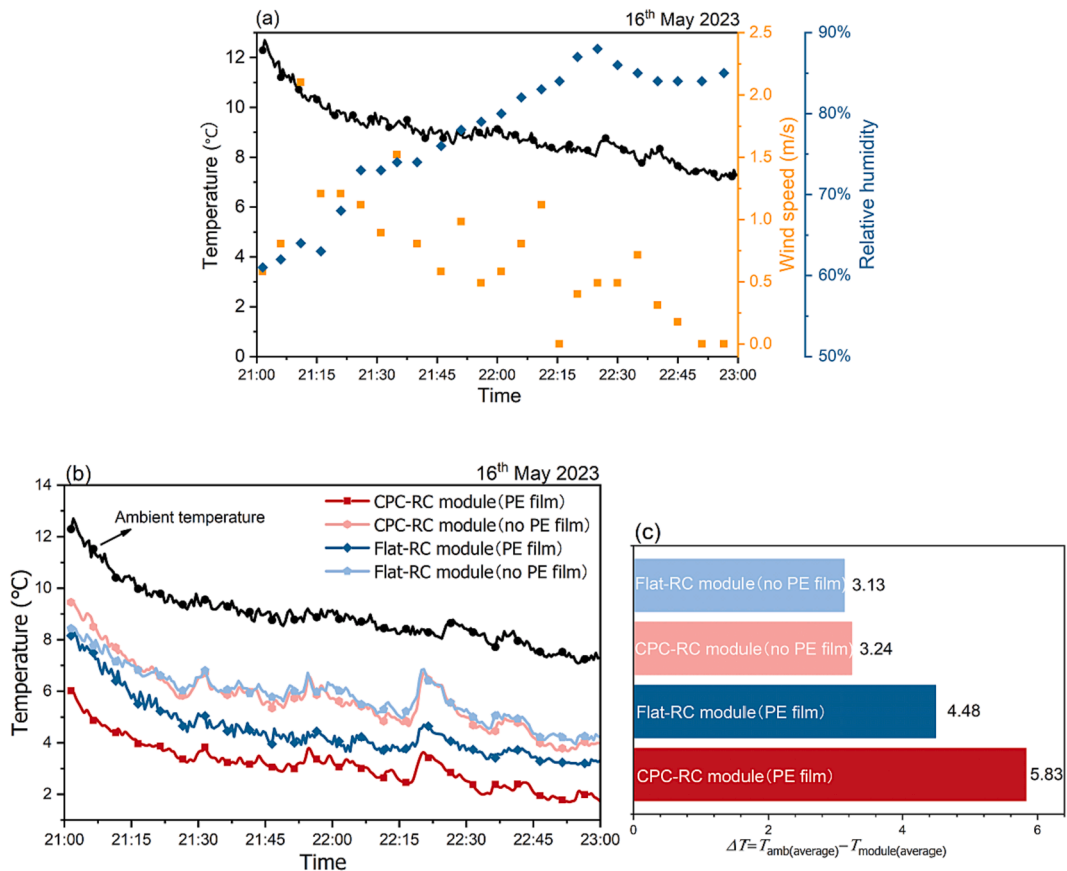 (a)
16th May 2023
Temperature (℃)
12
10
8
6
4
2
0
21:00 21:15 21:30 21:45 22:00 22:15 22:30 22:45 23:00
Time
2.5
2.0
1.5
1.0
0.5
0.0
Wind speed (m/s)
90%
80%
70%
60%
50%
Relative humidity
(b)
16th May 2023
Temperature (℃)
14
12
10
8
6
4
2
Ambient temperature
CPC-RC module(PE film)
CPC-RC module(no PE film)
Flat-RC module(PE film)
Flat-RC module(no PE film)
21:00 21:15 21:30 21:45 22:00 22:15 22:30 22:45 23:00
Time
(c)
Flat-RC module(no PE film) 3.13
CPC-RC module(no PE film) 3.24
Flat-RC module(PE film) 4.48
CPC-RC module(PE film) 5.83
0 2 4 6
ΔT=Tamb(average)−Tmodule(average)